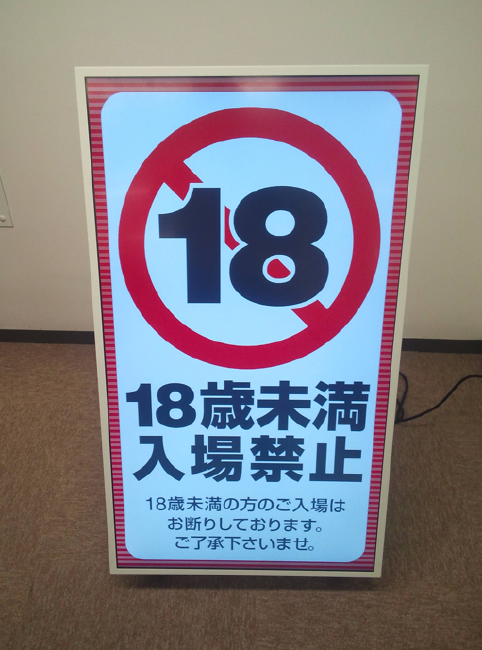 18
18歳未満
入場禁止
18歳未満の方のご入場は
お断りしております。
ご了承下さいませ。